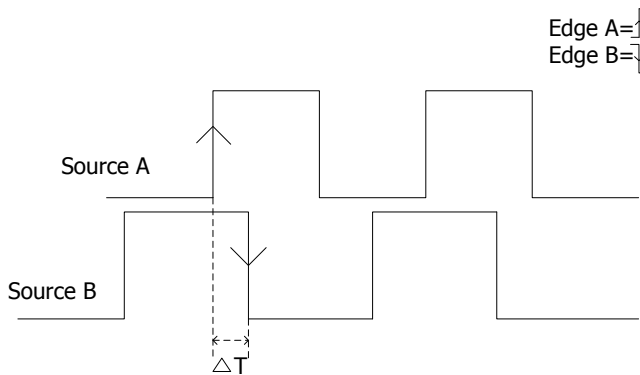 Edge A=
Edge B=
Source A
Source B
△T